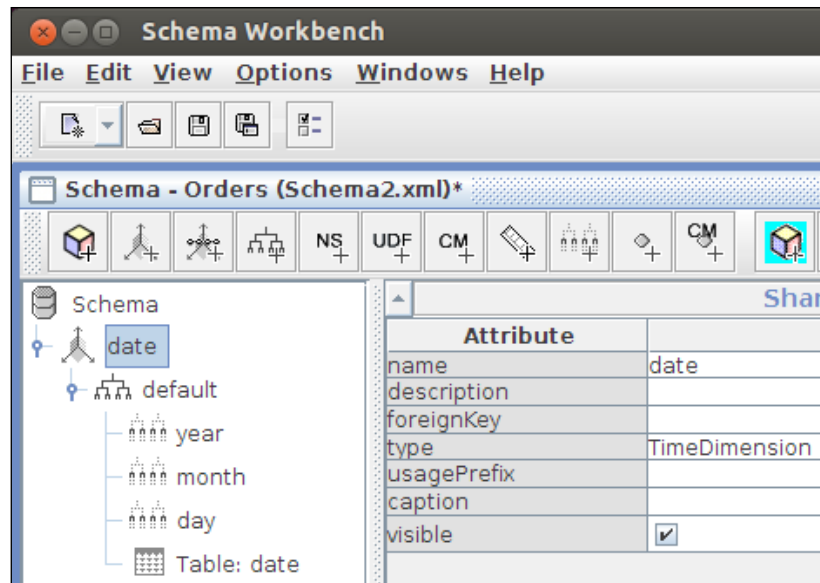 Schema Workbench
File Edit View Options Windows Help
Schema - Orders (Schema2.xml)*
NS UDF CM CM
Schema
date
default
year
month
day
Table: date
Attribute
name date
description
foreignKey
type TimeDimension
usagePrefix
caption
visible